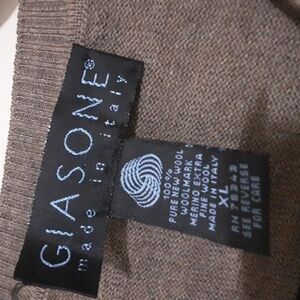 GIASONE®
made in italy
100%
PURE NEW WOOL
WOOLMARK
MERINO EXTRA
FINE WOOL
MADE IN ITALY
XL
RN 79343
SEE REVERSE
FOR CARE